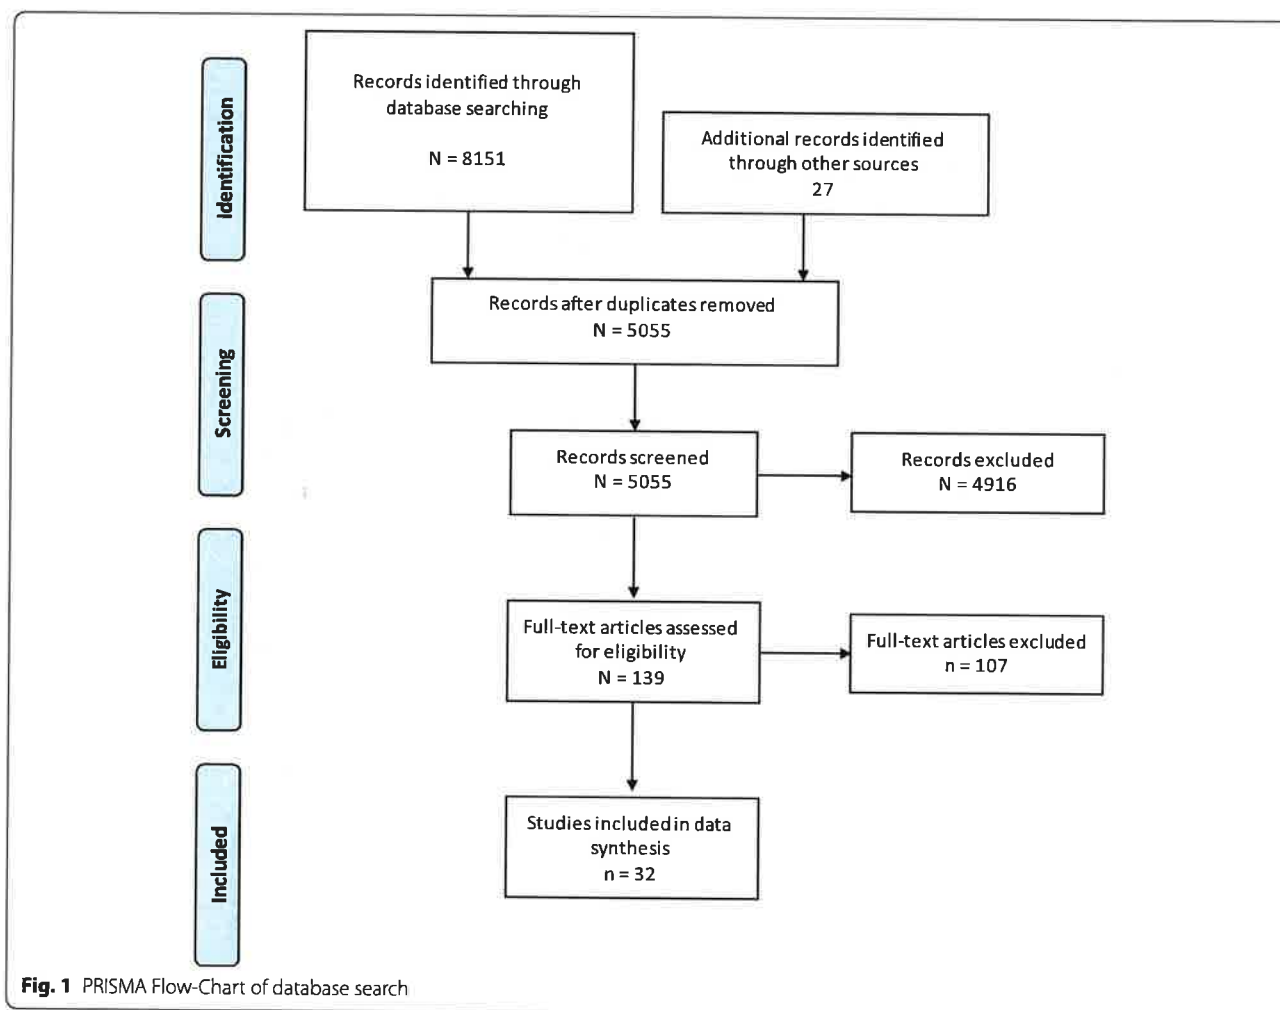 Identification
Records identified through
database searching
N = 8151
Additional records identified
through other sources
27
Screening
Records after duplicates removed
N = 5055
Records screened
N = 5055
Records excluded
N = 4916
Eligibility
Full-text articles assessed
for eligibility
N = 139
Full-text articles excluded
n = 107
Included
Studies included in data
synthesis
n = 32
Fig. 1 PRISMA Flow-Chart of database search